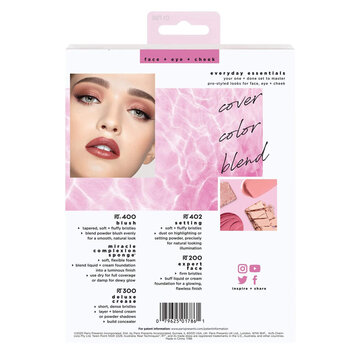 face + eye + cheek
everyday essentials
your one + done set to master
pro-styled looks for face, eye + cheek
cover
color
blend
RT 400
blush
• tapered, soft + fluffy bristles
• blend powder blush evenly
for a smooth, natural look
miracle
complexion
sponge®
• soft, flexible foam
• blend liquid + cream foundation
into a luminous finish
• use dry for full coverage
or damp for dewy glow
RT 300
deluxe
crease
• short, dense bristles
• layer + blend cream
or powder shadows
• build concealer
RT 402
setting
• soft + fluffy bristles
• dust on highlighting or
setting powder, precisely
for natural looking
illumination
RT 200
expert
face
• firm bristles
• buff liquid or cream
foundation for a glowing,
flawless finish
inspire + share
0 79625 01786 1